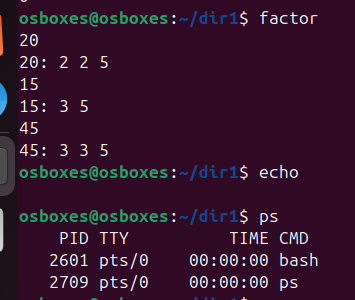 osboxes@osboxes:~/dir1$ factor
20
20: 2 2 5
15
15: 3 5
45
45: 3 3 5
osboxes@osboxes:~/dir1$ echo

osboxes@osboxes:~/dir1$ ps
    PID TTY          TIME CMD
   2601 pts/0    00:00:00 bash
   2709 pts/0    00:00:00 ps